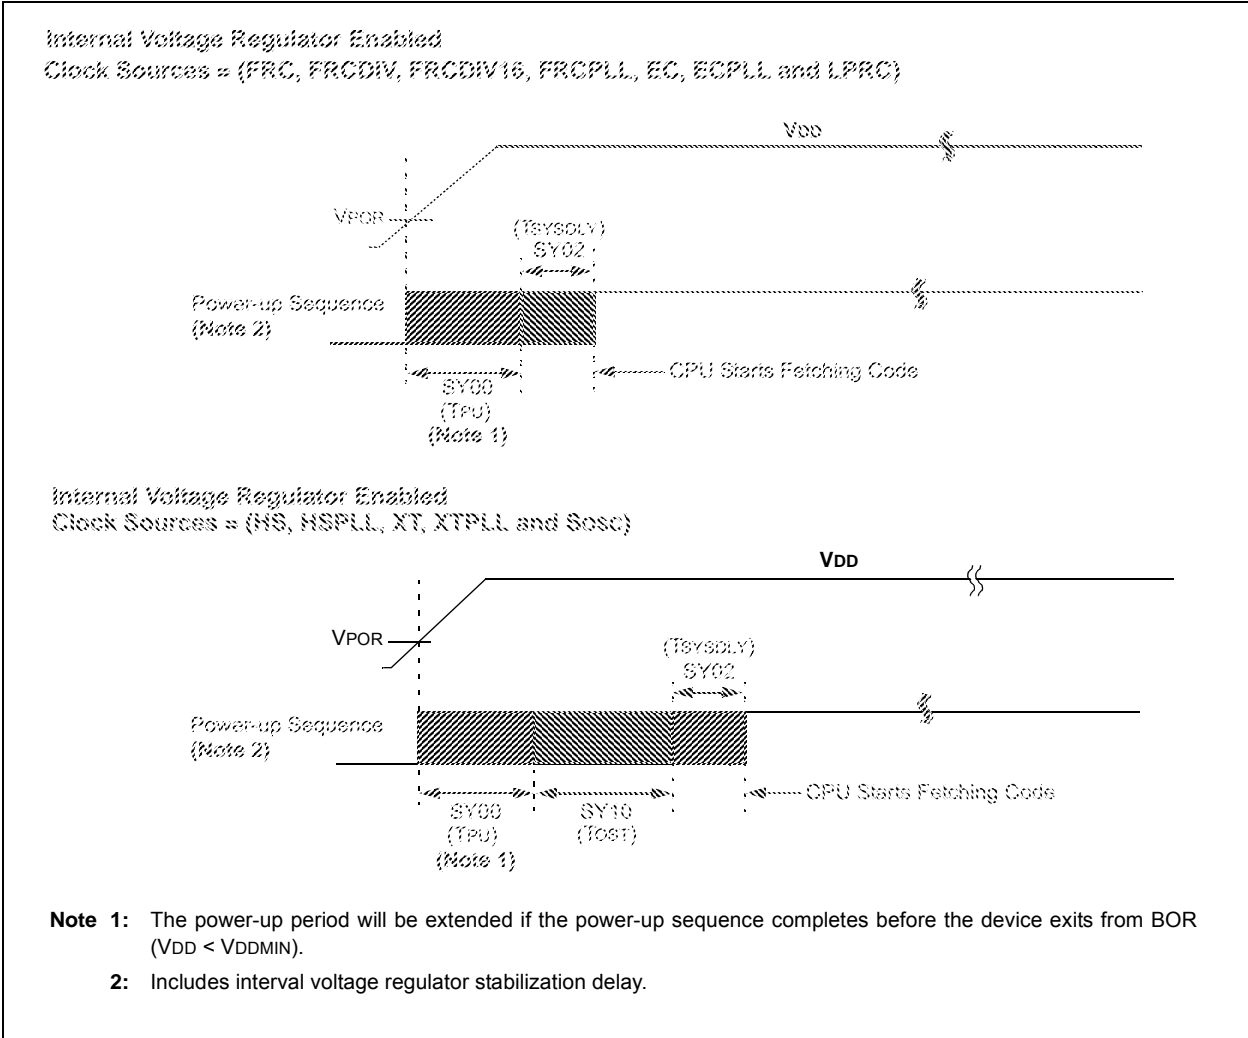 Internal Voltage Regulator Enabled
Clock Sources = (FRC, FRCDIV, FRCDIV16, FRCPLL, EC, ECPLL and LPRC)
VDD
VPOR
(TSYSDLY)
SY02
Power-up Sequence
(Note 2)
CPU Starts Fetching Code
SY00
(TPU)
(Note 1)
Internal Voltage Regulator Enabled
Clock Sources = (HS, HSPLL, XT, XTPLL and SOSC)
VDD
VPOR
(TSYSDLY)
SY02
Power-up Sequence
(Note 2)
CPU Starts Fetching Code
SY00
SY10
(TPU)
(TOST)
(Note 1)
Note 1: The power-up period will be extended if the power-up sequence completes before the device exits from BOR
(VDD < VDDMIN).
2: Includes interval voltage regulator stabilization delay.